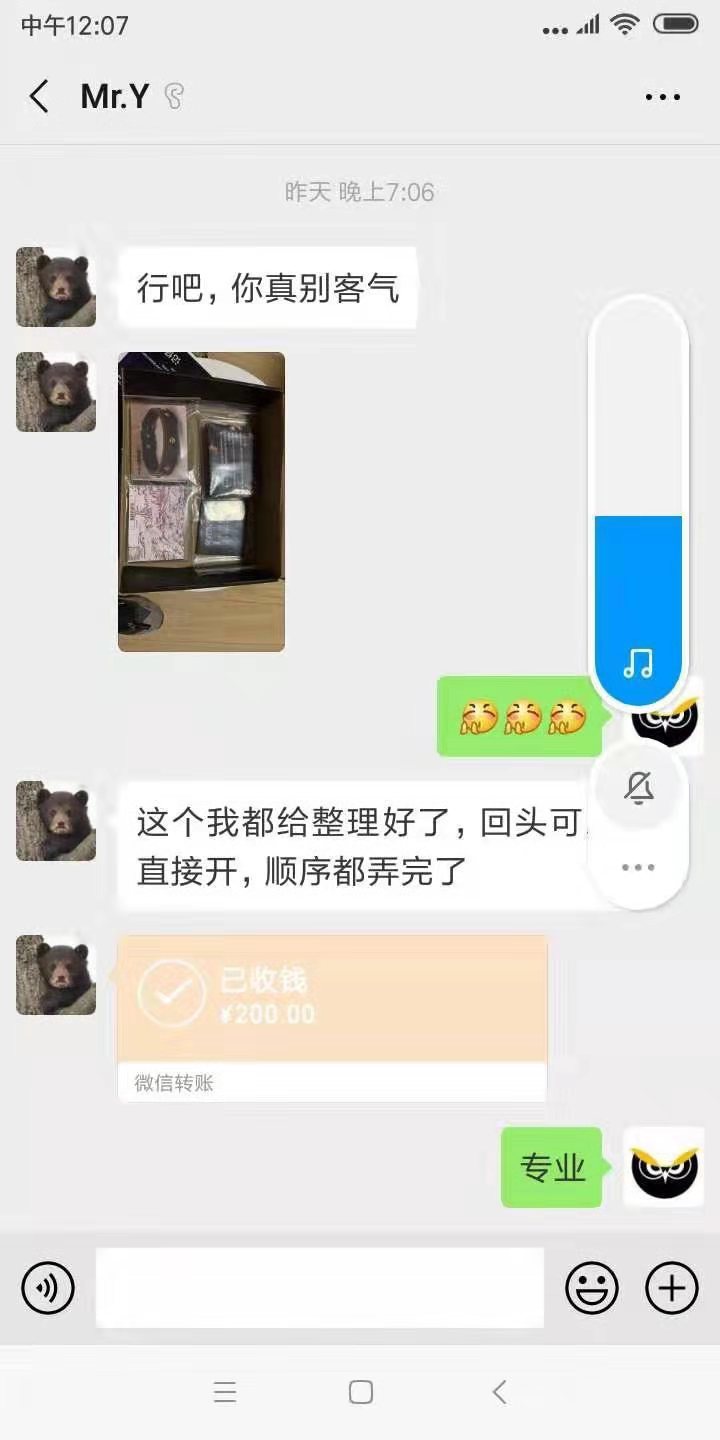 中午12:07
Mr.Y
昨天 晚上7:06
行吧，你真别客气
这个我都给整理好了，回头可
直接开，顺序都弄完了
已收钱
¥200.00
微信转账
专业